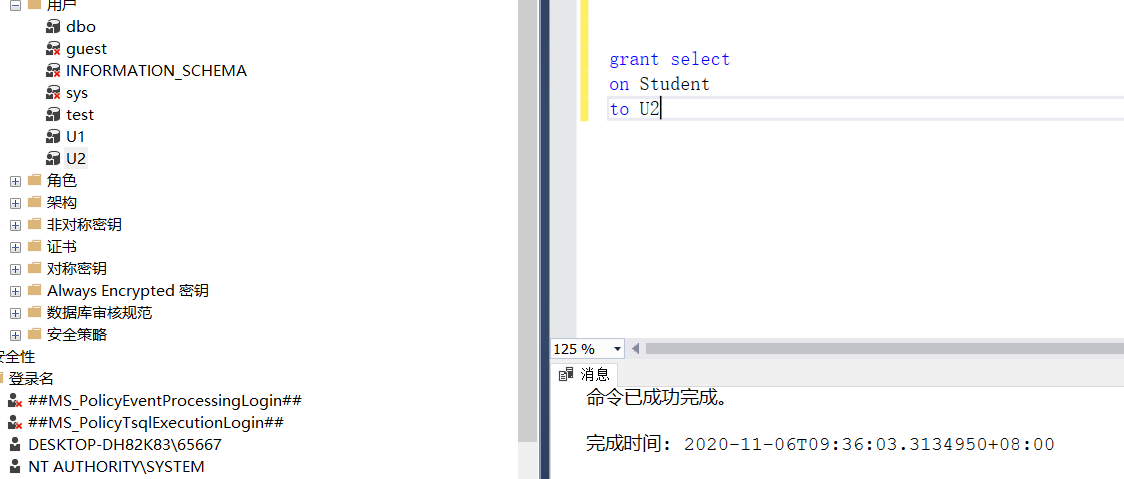 用户
dbo
guest
INFORMATION_SCHEMA
sys
test
U1
U2
角色
架构
非对称密钥
证书
对称密钥
Always Encrypted 密钥
数据库审核规范
安全策略
安全性
登录名
##MS_PolicyEventProcessingLogin##
##MS_PolicyTsqlExecutionLogin##
DESKTOP-DH82K83\65667
NT AUTHORITY\SYSTEM
grant select
on Student
to U2
125 %
消息
命令已成功完成。
完成时间: 2020-11-06T09:36:03.3134950+08:00